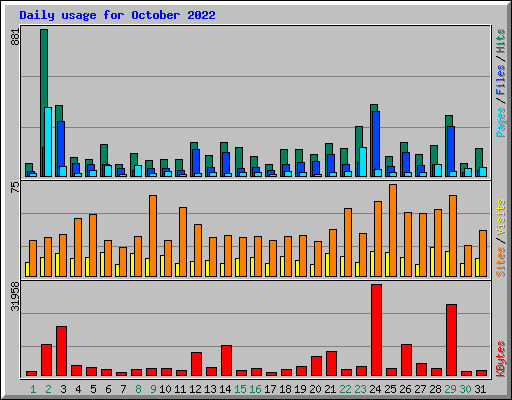 Daily usage for October 2022
881
Pages / Files / Hits
75
Sites / Visits
31958
KBytes
1 2 3 4 5 6 7 8 9 10 11 12 13 14 15 16 17 18 19 20 21 22 23 24 25 26 27 28 29 30 31